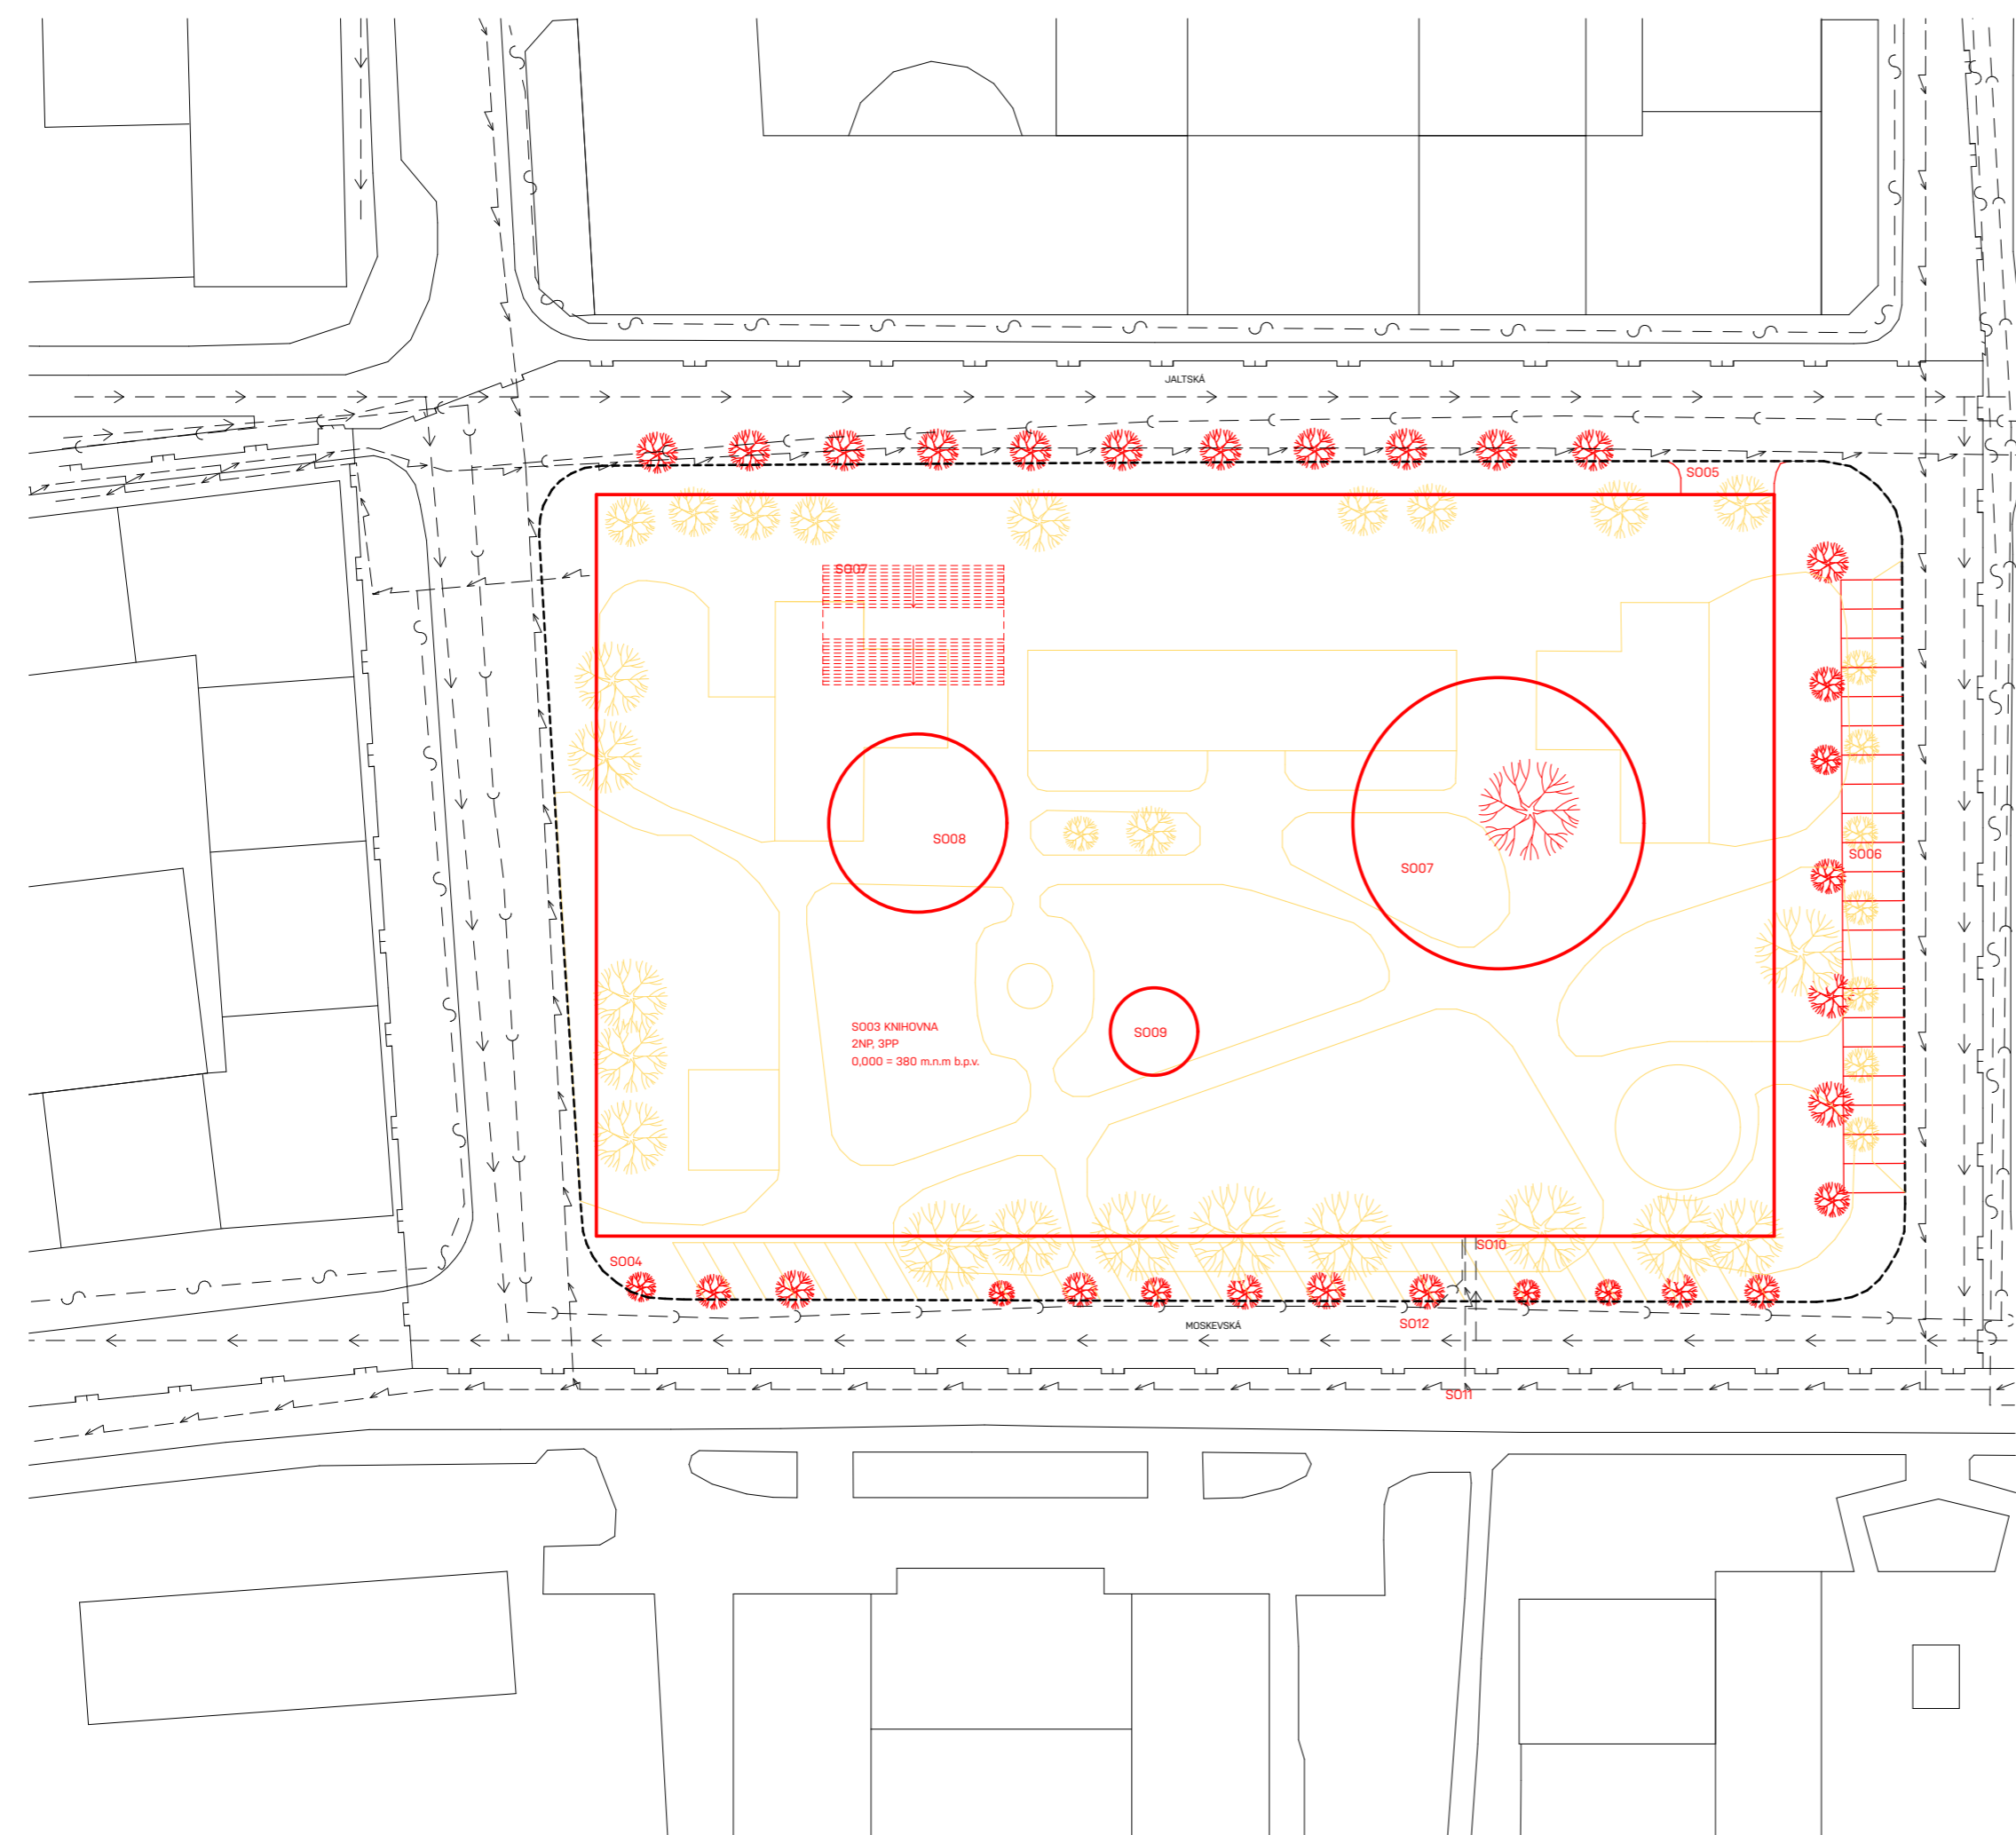 JALTSKÁ
SO05
SO07
SO08
SO06
SO07
SO03 KNIHOVNA
2NP, 3PP
0,000 = 380 m.n.m b.p.v.
SO09
SO10
SO04
SO12
MOSKEVSKÁ
SO11